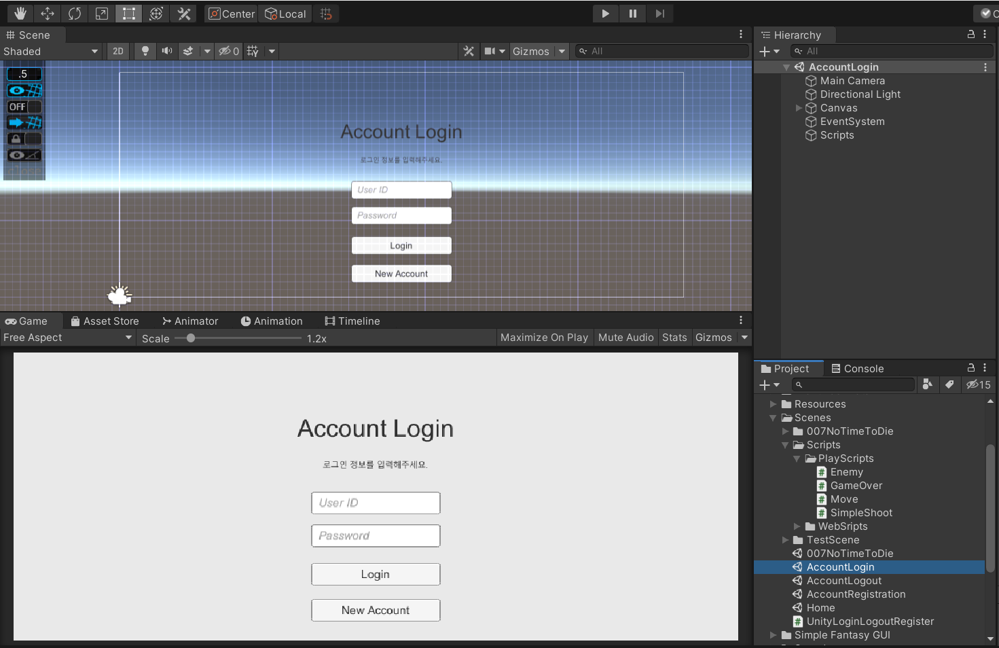 Center Local
Scene
Shaded 2D 0 Gizmos All
.5
OFF
Account Login
로그인 정보를 입력해주세요.
User ID
Password
Login
New Account
Game Asset Store Animator Animation Timeline
Free Aspect Scale 1.2x Maximize On Play Mute Audio Stats Gizmos
Account Login
로그인 정보를 입력해주세요.
User ID
Password
Login
New Account
Hierarchy
All
AccountLogin
Main Camera
Directional Light
Canvas
EventSystem
Scripts
Project Console
15
Resources
Scenes
007NoTimeToDie
Scripts
PlayScripts
# Enemy
# GameOver
# Move
# SimpleShoot
WebSripts
TestScene
007NoTimeToDie
AccountLogin
AccountLogout
AccountRegistration
Home
# UnityLoginLogoutRegister
Simple Fantasy GUI